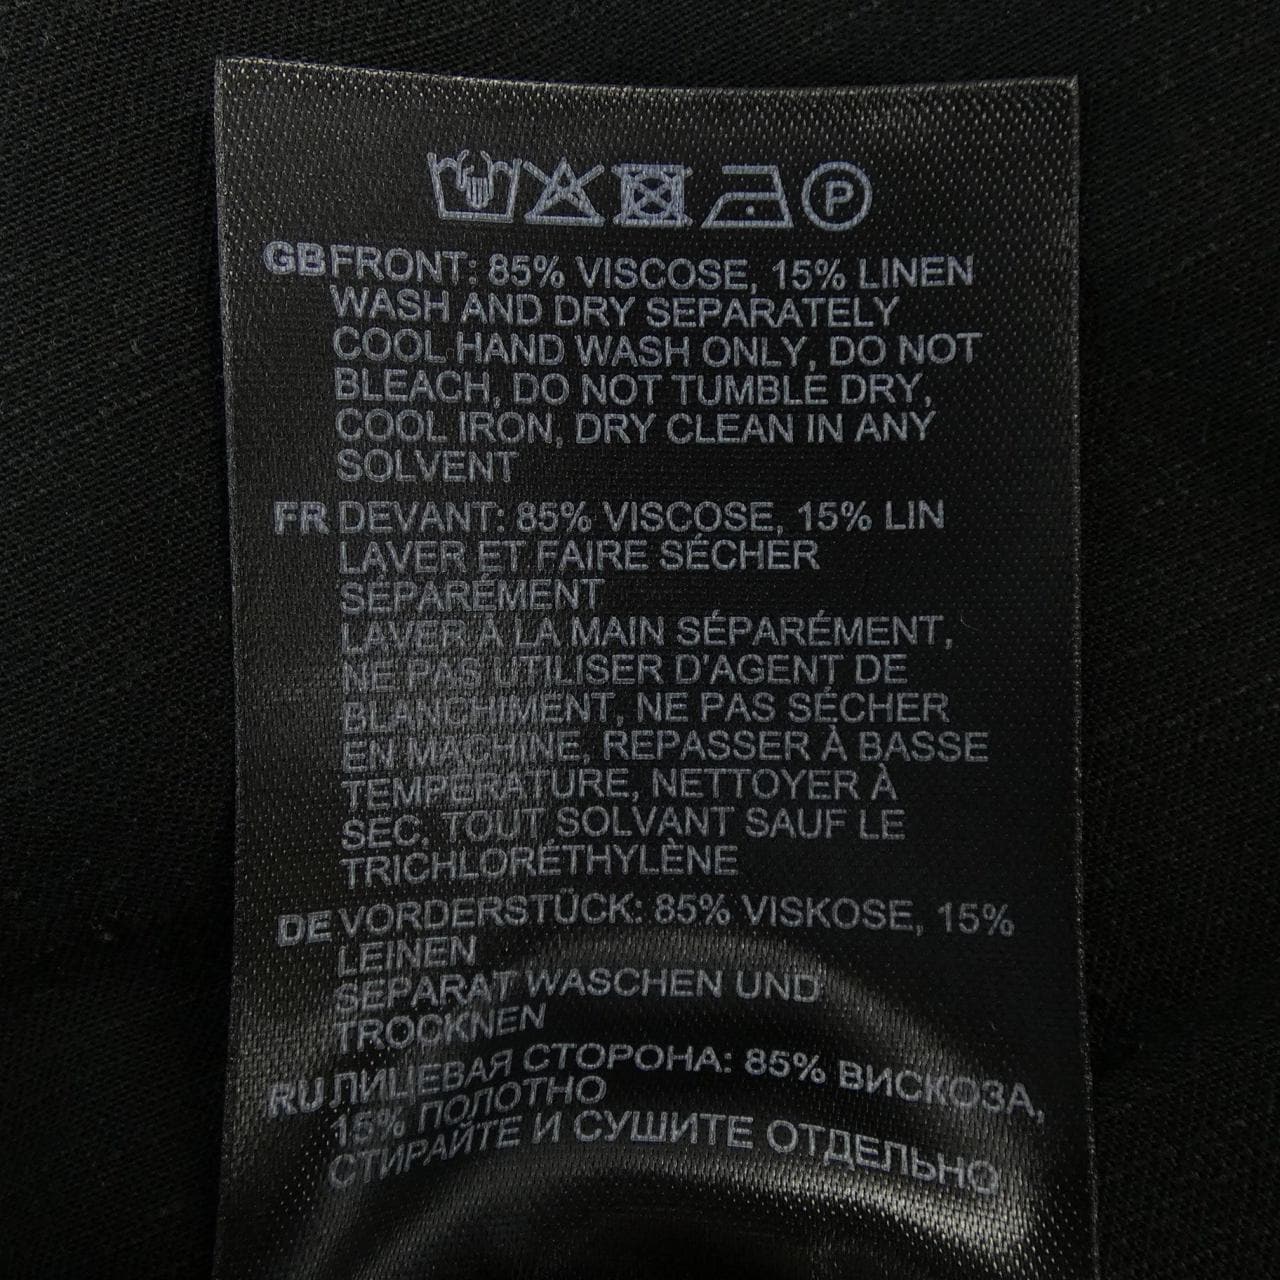 P
GB FRONT: 85% VISCOSE, 15% LINEN
WASH AND DRY SEPARATELY
COOL HAND WASH ONLY, DO NOT
BLEACH, DO NOT TUMBLE DRY,
COOL IRON, DRY CLEAN IN ANY
SOLVENT
FR DEVANT: 85% VISCOSE, 15% LIN
LAVER ET FAIRE SÉCHER
SÉPARÉMENT
LAVER À LA MAIN SÉPARÉMENT,
NE PAS UTILISER D'AGENT DE
BLANCHIMENT, NE PAS SÉCHER
EN MACHINE, REPASSER À BASSE
TEMPÉRATURE, NETTOYER À
SEC. TOUT SOLVANT SAUF LE
TRICHLORÉTHYLÈNE
DE VORDERSTÜCK: 85% VISKOSE, 15%
LEINEN
SEPARAT WASCHEN UND
TROCKNEN
RU ЛИЦЕВАЯ СТОРОНА: 85% ВИСКОЗА,
15% ПОЛОТНО
СТИРАЙТЕ И СУШИТЕ ОТДЕЛЬНО